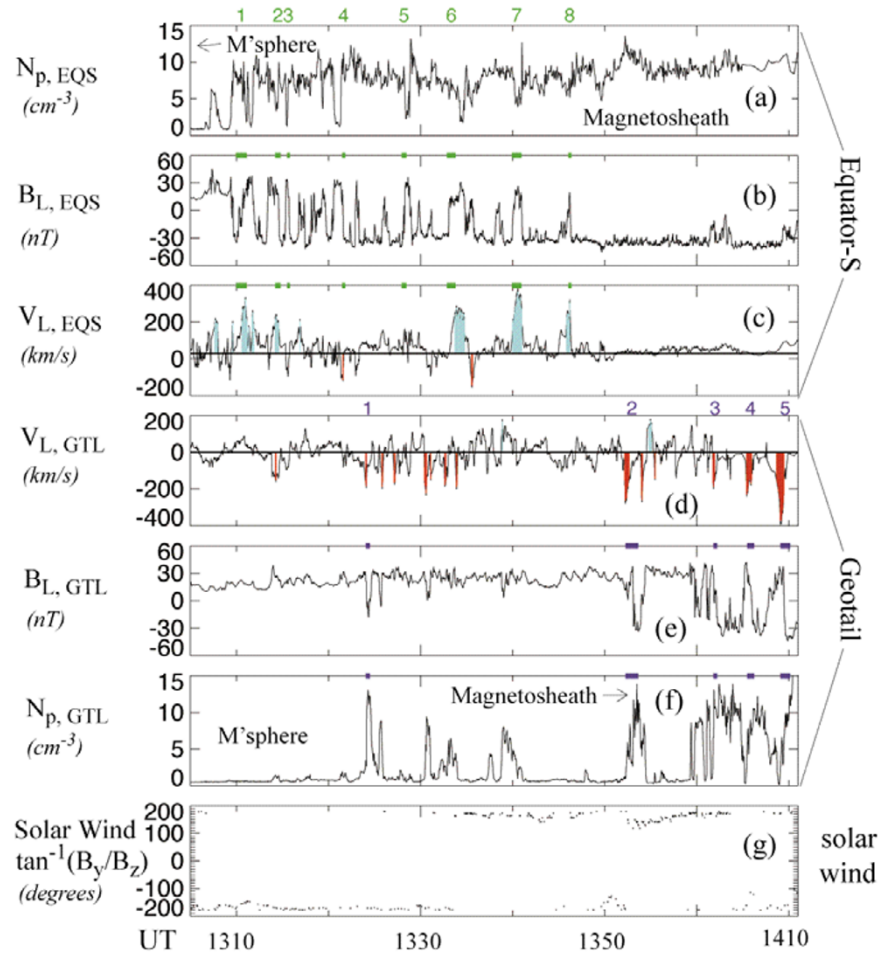 1 2 3 4 5 6 7 8
15
10
5
0
N_p, EQS
(cm^-3)
M'sphere
Magnetosheath
(a)
60
30
0
-30
-60
B_L, EQS
(nT)
(b)
400
200
0
-200
V_L, EQS
(km/s)
(c)
Equator-S
1 2 3 4 5
200
0
-200
-400
V_L, GTL
(km/s)
(d)
60
30
0
-30
-60
B_L, GTL
(nT)
(e)
15
10
5
0
N_p, GTL
(cm^-3)
M'sphere
Magnetosheath
(f)
Geotail
200
100
0
-100
-200
Solar Wind
tan^-1(B_y/B_z)
(degrees)
(g)
solar
wind
UT 1310 1330 1350 1410